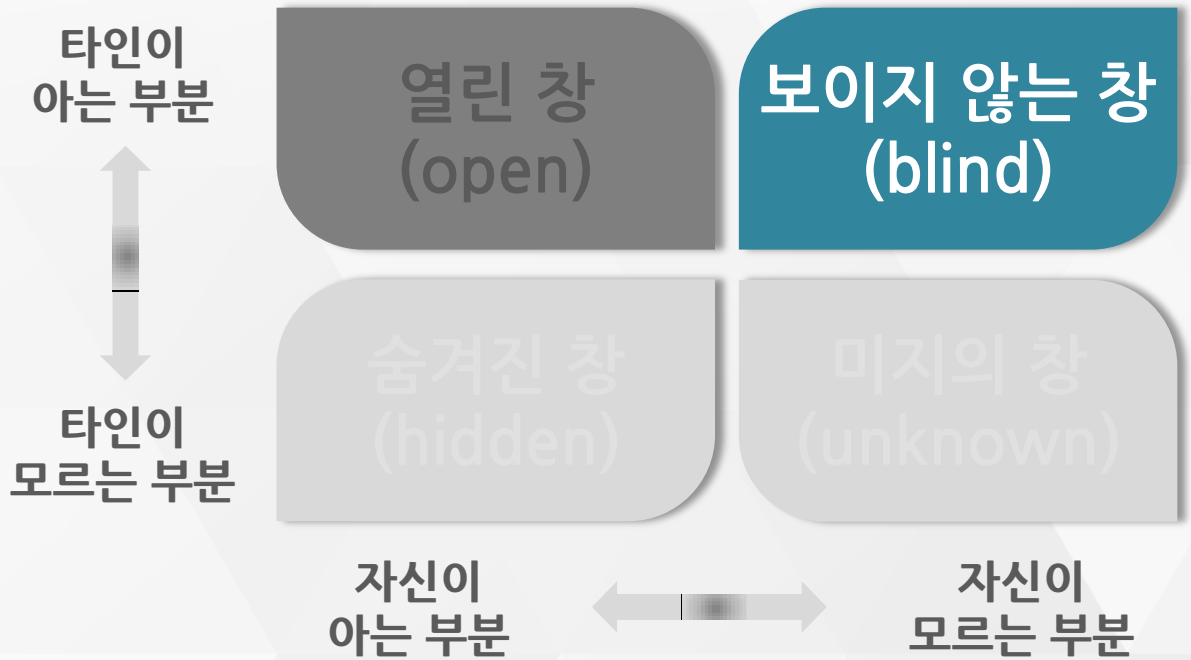 타인이
아는 부분
열린 창
(open)
보이지 않는 창
(blind)
타인이
모르는 부분
숨겨진 창
(hidden)
미지의 창
(unknown)
자신이
아는 부분
자신이
모르는 부분